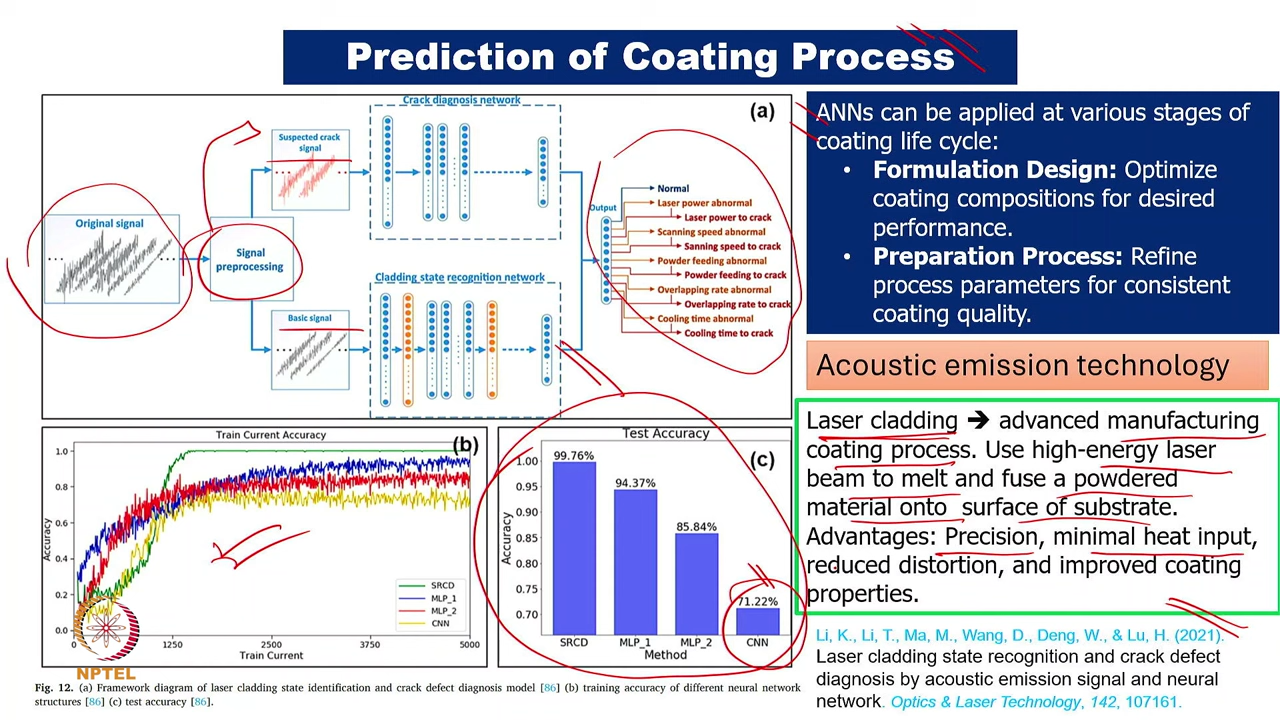 Prediction of Coating Process
Crack diagnosis network
(a)
Suspected crack
signal
Original signal
Signal
preprocessing
Cladding state recognition network
Basic signal
Output
Normal
Laser power abnormal
Laser power to crack
Scanning speed abnormal
Sanning speed to crack
Powder feeding abnormal
Powder feeding to crack
Overlapping rate abnormal
Overlapping rate to crack
Cooling time abnormal
Cooling time to crack
ANNs can be applied at various stages of
coating life cycle:
• Formulation Design: Optimize
coating compositions for desired
performance.
• Preparation Process: Refine
process parameters for consistent
coating quality.
Acoustic emission technology
Laser cladding ➔ advanced manufacturing
coating process. Use high-energy laser
beam to melt and fuse a powdered
material onto surface of substrate.
Advantages: Precision, minimal heat input,
reduced distortion, and improved coating
properties.
Train Current Accuracy
(b)
1.0
0.8
0.6
0.4
0.2
0.0
Accuracy
SRCD
MLP_1
MLP_2
CNN
1250 2500 3750 5000
Train Current
Test Accuracy
(c)
1.00
0.95
0.90
0.85
0.80
0.75
0.70
Accuracy
99.76%
94.37%
85.84%
71.22%
SRCD MLP_1 MLP_2 CNN
Method
NPTEL
Fig. 12. (a) Framework diagram of laser cladding state identification and crack defect diagnosis model [86] (b) training accuracy of different neural network
structures [86] (c) test accuracy [86].
Li, K., Li, T., Ma, M., Wang, D., Deng, W., & Lu, H. (2021).
Laser cladding state recognition and crack defect
diagnosis by acoustic emission signal and neural
network. Optics & Laser Technology, 142, 107161.